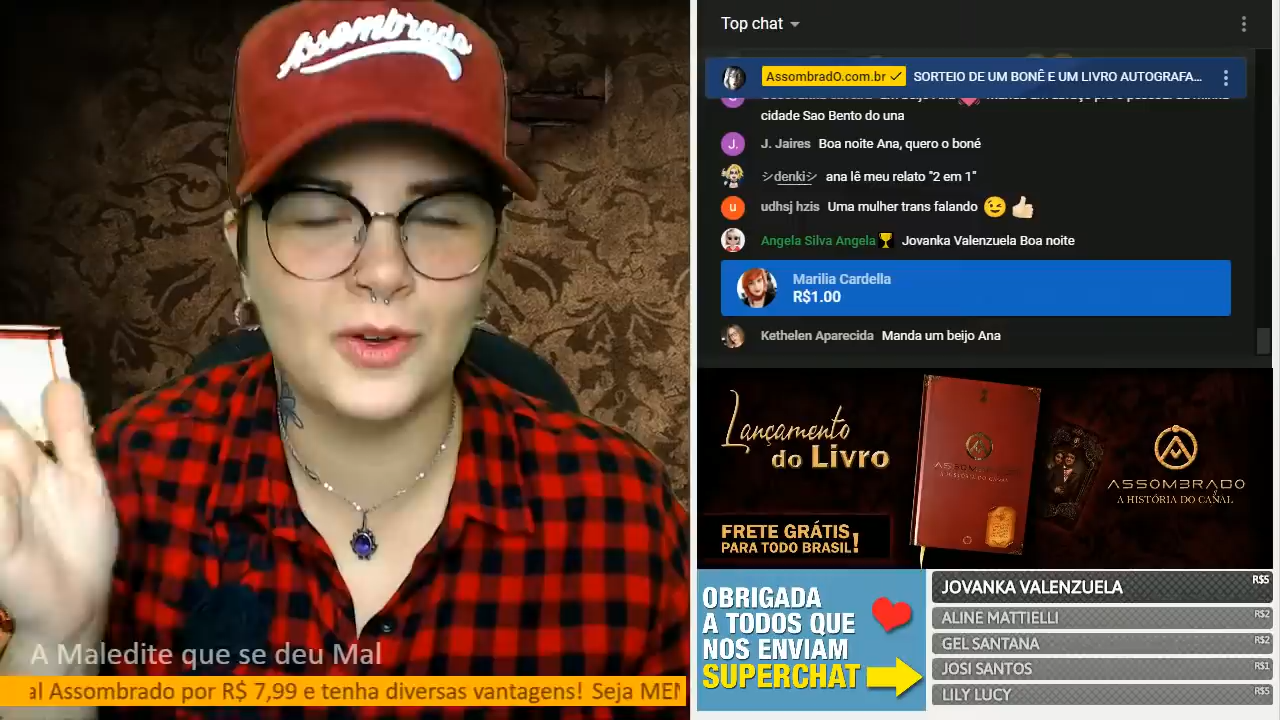 Assombrado
A Maledite que se deu Mal
al Assombrado por R$ 7,99 e tenha diversas vantagens! Seja MEM
Top chat
AssombradO.com.br SORTEIO DE UM BONÊ E UM LIVRO AUTOGRAFA...
cidade Sao Bento do una
J. Jaires Boa noite Ana, quero o boné
シdenkiシ ana lê meu relato "2 em 1"
u udhsj hzis Uma mulher trans falando 😉 👍🏻
Angela Silva Angela🏆 Jovanka Valenzuela Boa noite
Marilia Cardella
R$1.00
Kethelen Aparecida Manda um beijo Ana
Lançamento
do Livro
FRETE GRÁTIS
PARA TODO BRASIL!
ASSOMBRADO
A HISTÓRIA DO CANAL
ASSOMBRADO
A HISTÓRIA DO CANAL
OBRIGADA
A TODOS QUE
NOS ENVIAM
SUPERCHAT
JOVANKA VALENZUELA R$5
ALINE MATTIELLI R$2
GEL SANTANA R$2
JOSI SANTOS R$1
LILY LUCY R$5